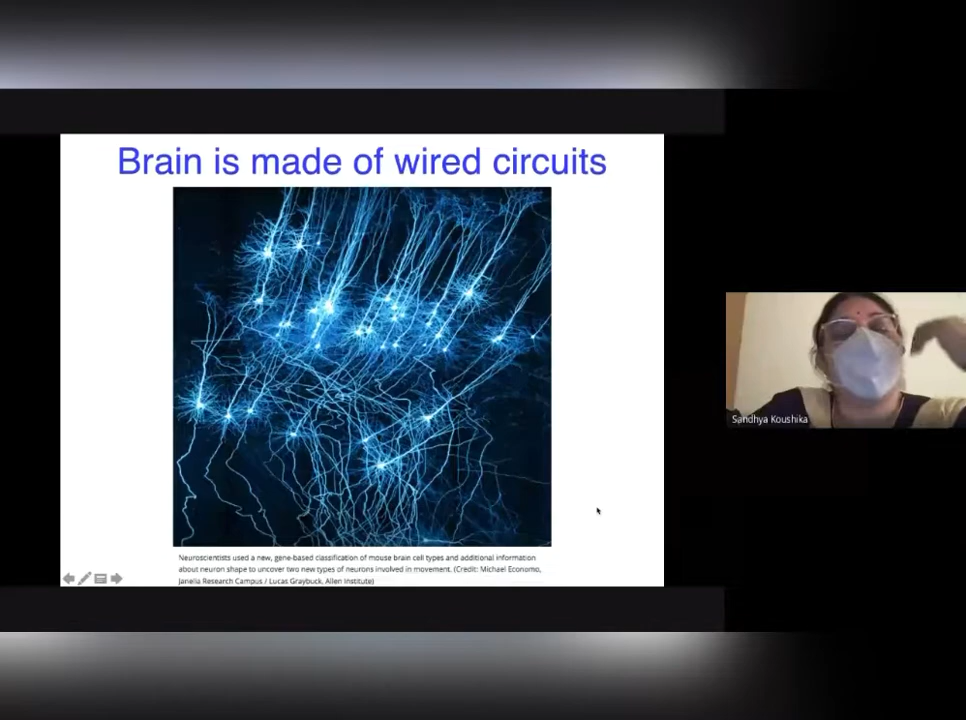 Brain is made of wired circuits
Neuroscientists used a new, gene-based classification of mouse brain cell types and additional information
about neuron shape to uncover two new types of neurons involved in movement. (Credit: Michael Economo,
Janelia Research Campus / Lucas Graybuck, Allen Institute)
Sandhya Koushika